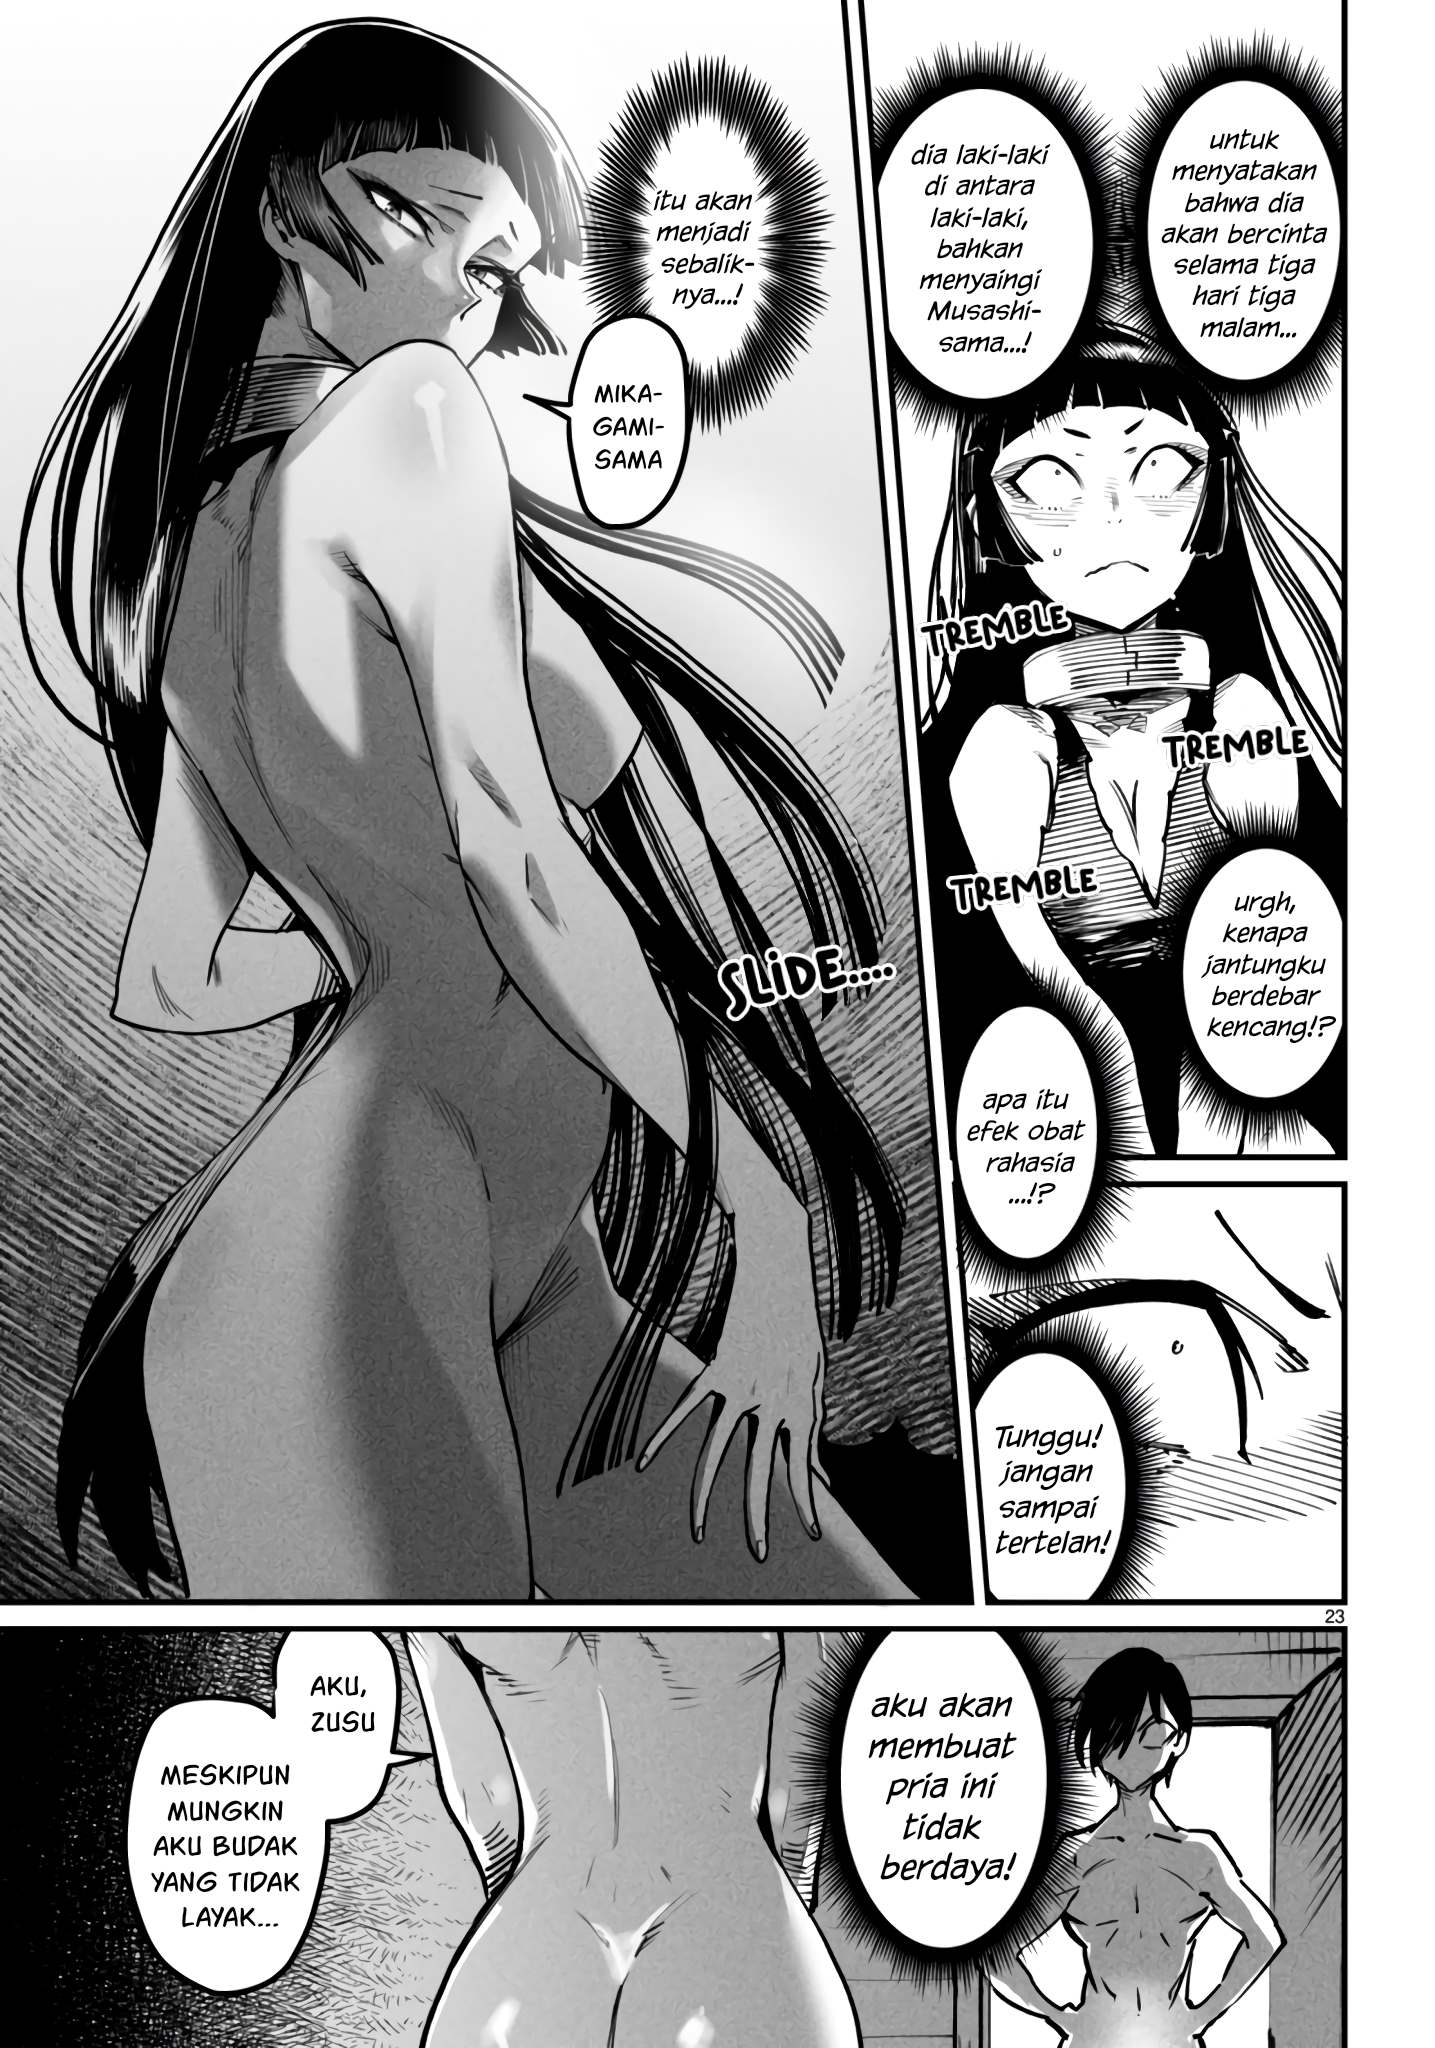 untuk
menyatakan
bahwa dia
akan bercinta
selama tiga
hari tiga
malam...
dia laki-laki
di antara
laki-laki,
bahkan
menyaingi
Musashi-
sama...!
TREMBLE
TREMBLE
TREMBLE
urgh,
kenapa
jantungku
berdebar
kencang!?
apa itu
efek obat
rahasia
...!?
Tunggu!
jangan
sampai
tertelan!
itu akan
menjadi
sebalik-
nya...!
MIKA-
GAMI-
SAMA
SLIDE.....
23
aku akan
membuat
pria ini
tidak
berdaya!
AKU,
ZUSU
MESKIPUN
MUNGKIN
AKU BUDAK
YANG TIDAK
LAYAK...